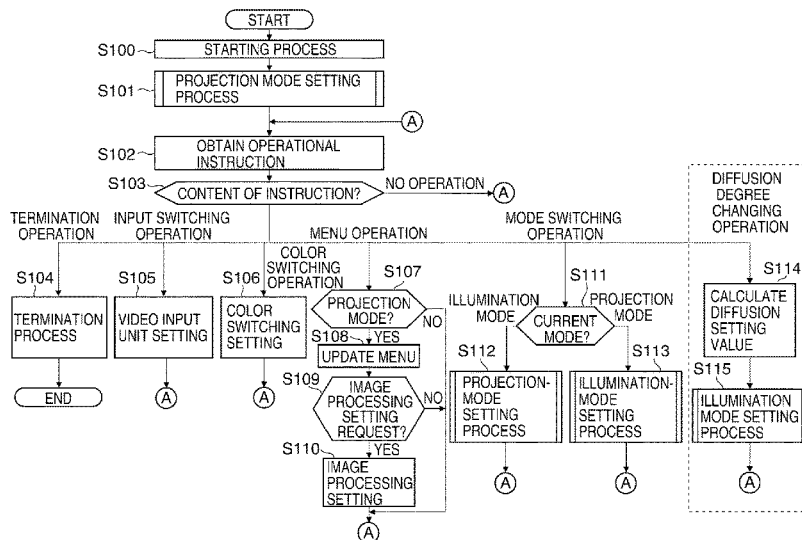 START
S100
STARTING PROCESS
S101
PROJECTION MODE SETTING
PROCESS
A
S102
OBTAIN OPERATIONAL
INSTRUCTION
S103
CONTENT OF INSTRUCTION?
NO OPERATION
A
TERMINATION
OPERATION
INPUT SWITCHING
OPERATION
COLOR
SWITCHING
OPERATION
MENU OPERATION
MODE SWITCHING
OPERATION
DIFFUSION
DEGREE
CHANGING
OPERATION
S104
TERMINATION
PROCESS
END
S105
VIDEO INPUT
UNIT SETTING
A
S106
COLOR
SWITCHING
SETTING
A
S107
PROJECTION
MODE?
NO
YES
S108
UPDATE MENU
S109
IMAGE
PROCESSING
SETTING
REQUEST?
NO
YES
S110
IMAGE
PROCESSING
SETTING
A
S111
ILLUMINATION
MODE
CURRENT
MODE?
PROJECTION
MODE
S112
PROJECTION-
MODE
SETTING
PROCESS
A
S113
ILLUMINATION-
MODE
SETTING
PROCESS
A
S114
CALCULATE
DIFFUSION
SETTING
VALUE
S115
ILLUMINATION
MODE SETTING
PROCESS
A